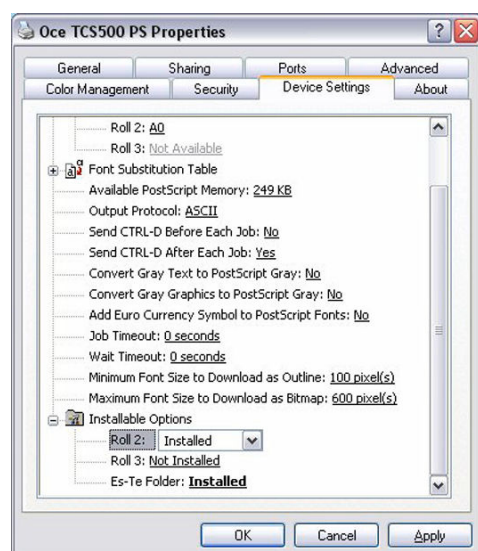 Oce TCS500 PS Properties
General Sharing Ports Advanced
Color Management Security Device Settings About
Roll 2: A0
Roll 3: Not Available
Font Substitution Table
Available PostScript Memory: 249 KB
Output Protocol: ASCII
Send CTRL-D Before Each Job: No
Send CTRL-D After Each Job: Yes
Convert Gray Text to PostScript Gray: No
Convert Gray Graphics to PostScript Gray: No
Add Euro Currency Symbol to PostScript Fonts: No
Job Timeout: 0 seconds
Wait Timeout: 0 seconds
Minimum Font Size to Download as Outline: 100 pixel(s)
Maximum Font Size to Download as Bitmap: 600 pixel(s)
Installable Options
Roll 2: Installed
Roll 3: Not Installed
Es-Te Folder: Installed
OK Cancel Apply